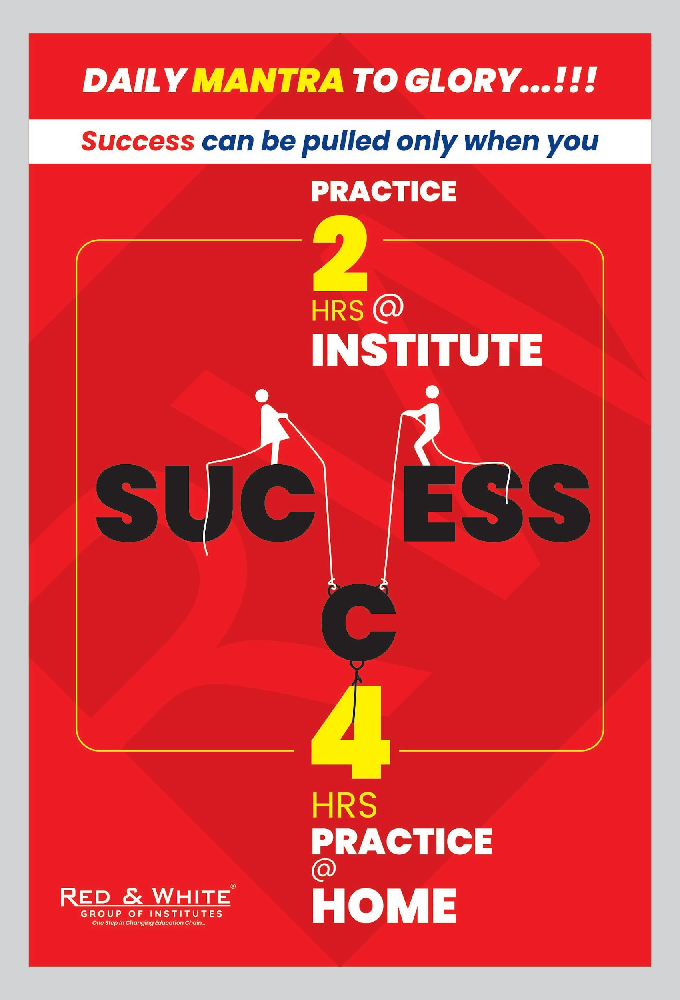 DAILY MANTRA TO GLORY...!!!
Success can be pulled only when you
PRACTICE
2
HRS @
INSTITUTE
SUC ESS
C
4
HRS
PRACTICE
@
HOME
RED & WHITE®
GROUP OF INSTITUTES
One Step In Changing Education Chain...